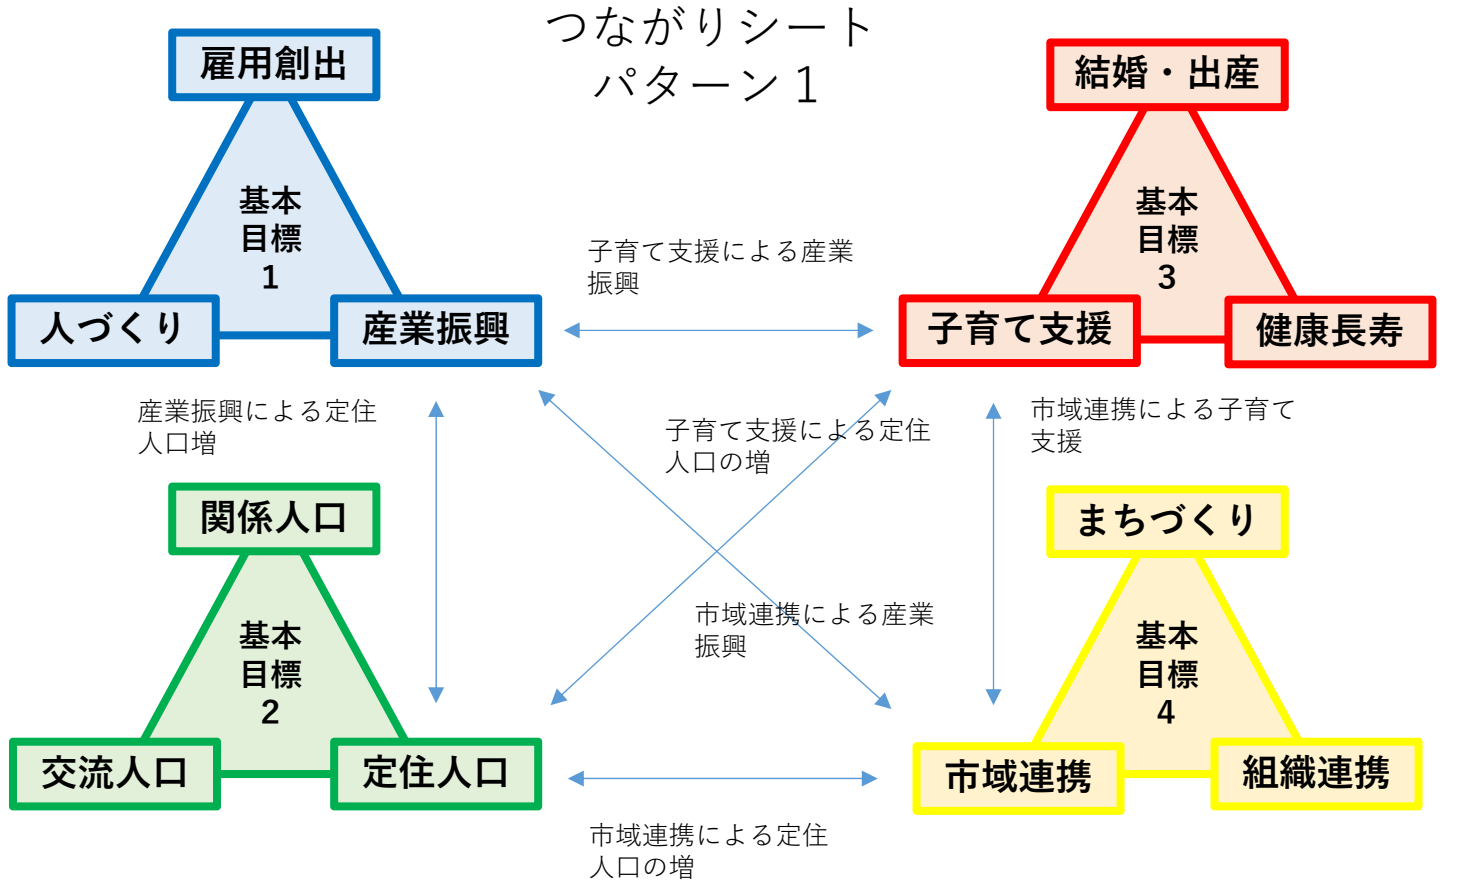 つながりシート
パターン１
雇用創出
基本
目標
1
人づくり
産業振興
結婚・出産
基本
目標
3
子育て支援
健康長寿
子育て支援による産業
振興
産業振興による定住
人口増
子育て支援による定住
人口の増
市域連携による子育て
支援
関係人口
基本
目標
2
交流人口
定住人口
市域連携による産業
振興
まちづくり
基本
目標
4
市域連携
組織連携
市域連携による定住
人口の増